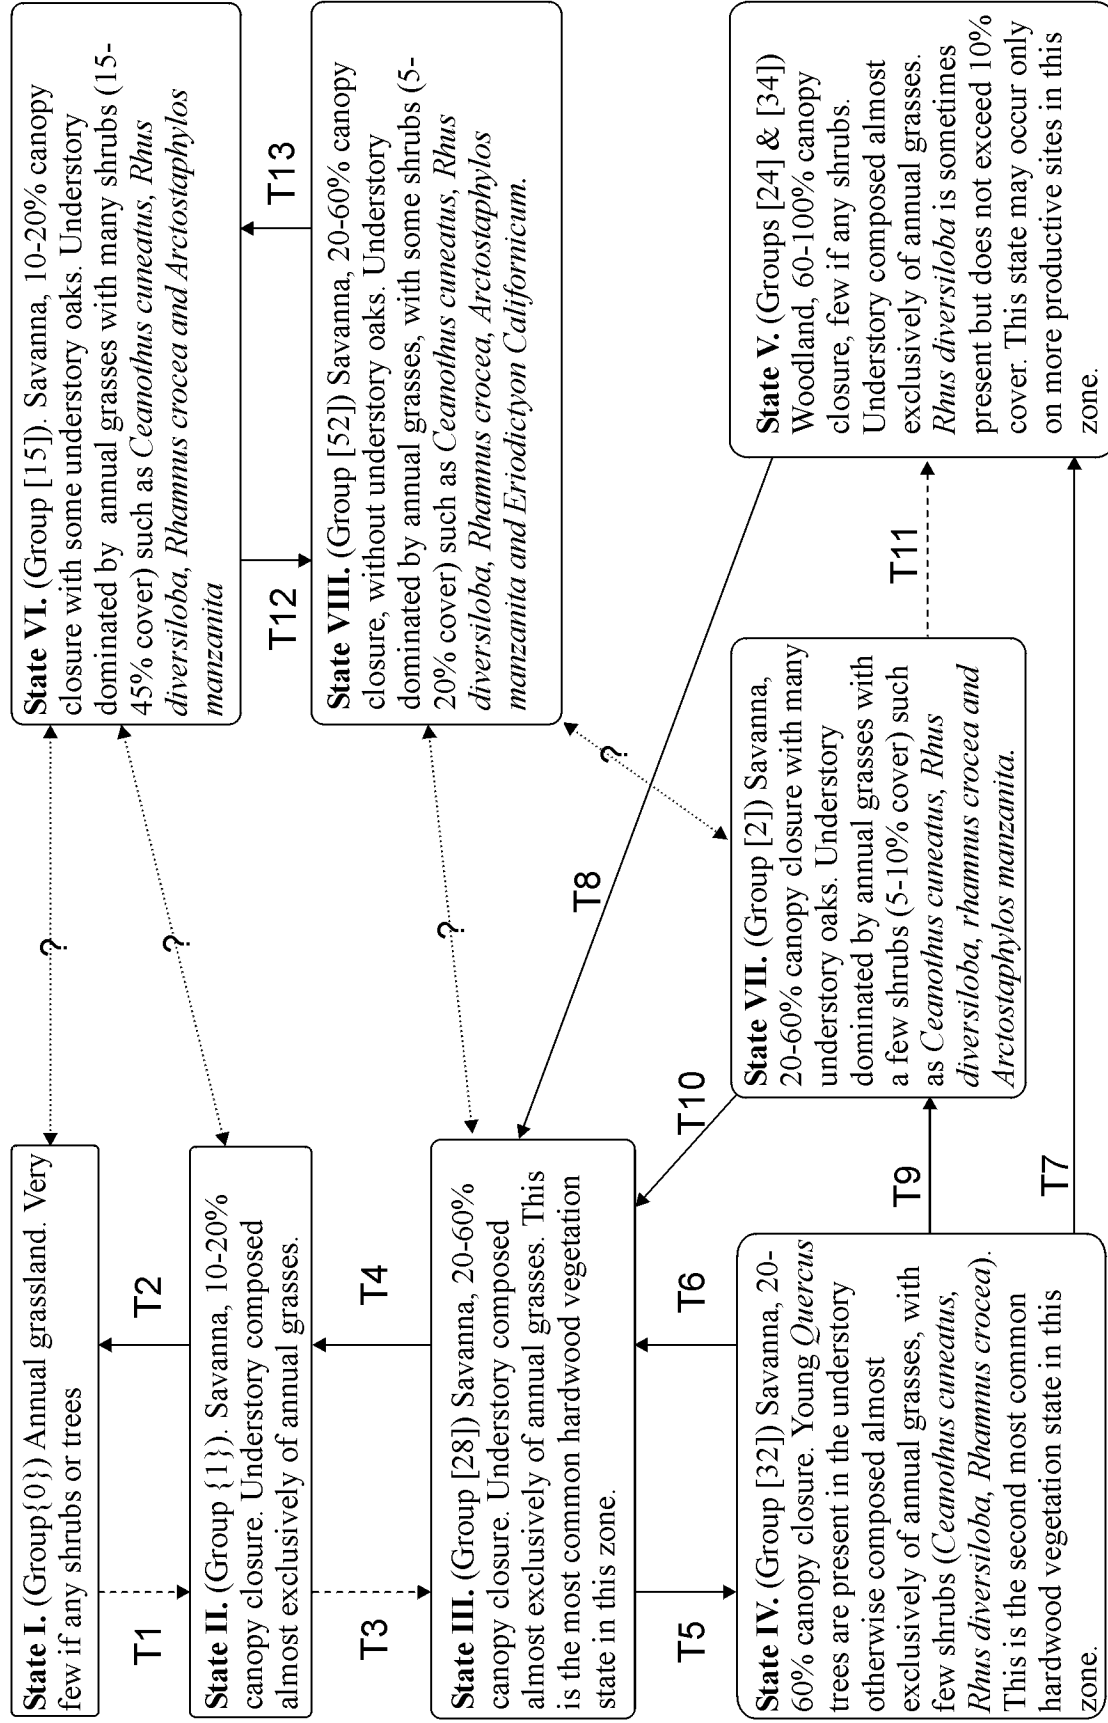 State I. (Group{0}) Annual grassland. Very
few if any shrubs or trees
T1
T2
State II. (Group {1}). Savanna, 10-20%
canopy closure. Understory composed
almost exclusively of annual grasses.
T3
T4
State III. (Group [28]) Savanna, 20-60%
canopy closure. Understory composed
almost exclusively of annual grasses. This
is the most common hardwood vegetation
state in this zone.
T5
T6
State IV. (Group [32]) Savanna, 20-
60% canopy closure. Young Quercus
trees are present in the understory
otherwise composed almost
exclusively of annual grasses, with
few shrubs (Ceanothus cuneatus,
Rhus diversiloba, Rhamnus crocea).
This is the second most common
hardwood vegetation state in this
zone.
T9
T7
T10
T8
?
?
?
?
State VI. (Group [15]). Savanna, 10-20% canopy
closure with some understory oaks. Understory
dominated by annual grasses with many shrubs (15-
45% cover) such as Ceanothus cuneatus, Rhus
diversiloba, Rhamnus crocea and Arctostaphylos
manzanita
T12
T13
State VIII. (Group [52]) Savanna, 20-60% canopy
closure, without understory oaks. Understory
dominated by annual grasses, with some shrubs (5-
20% cover) such as Ceanothus cuneatus, Rhus
diversiloba, Rhamnus crocea, Arctostaphylos
manzanita and Eriodictyon Californicum.
State VII. (Group [2]) Savanna,
20-60% canopy closure with many
understory oaks. Understory
dominated by annual grasses with
a few shrubs (5-10% cover) such
as Ceanothus cuneatus, Rhus
diversiloba, rhamnus crocea and
Arctostaphylos manzanita.
T11
State V. (Groups [24] & [34])
Woodland, 60-100% canopy
closure, few if any shrubs.
Understory composed almost
exclusively of annual grasses.
Rhus diversiloba is sometimes
present but does not exceed 10%
cover. This state may occur only
on more productive sites in this
zone.